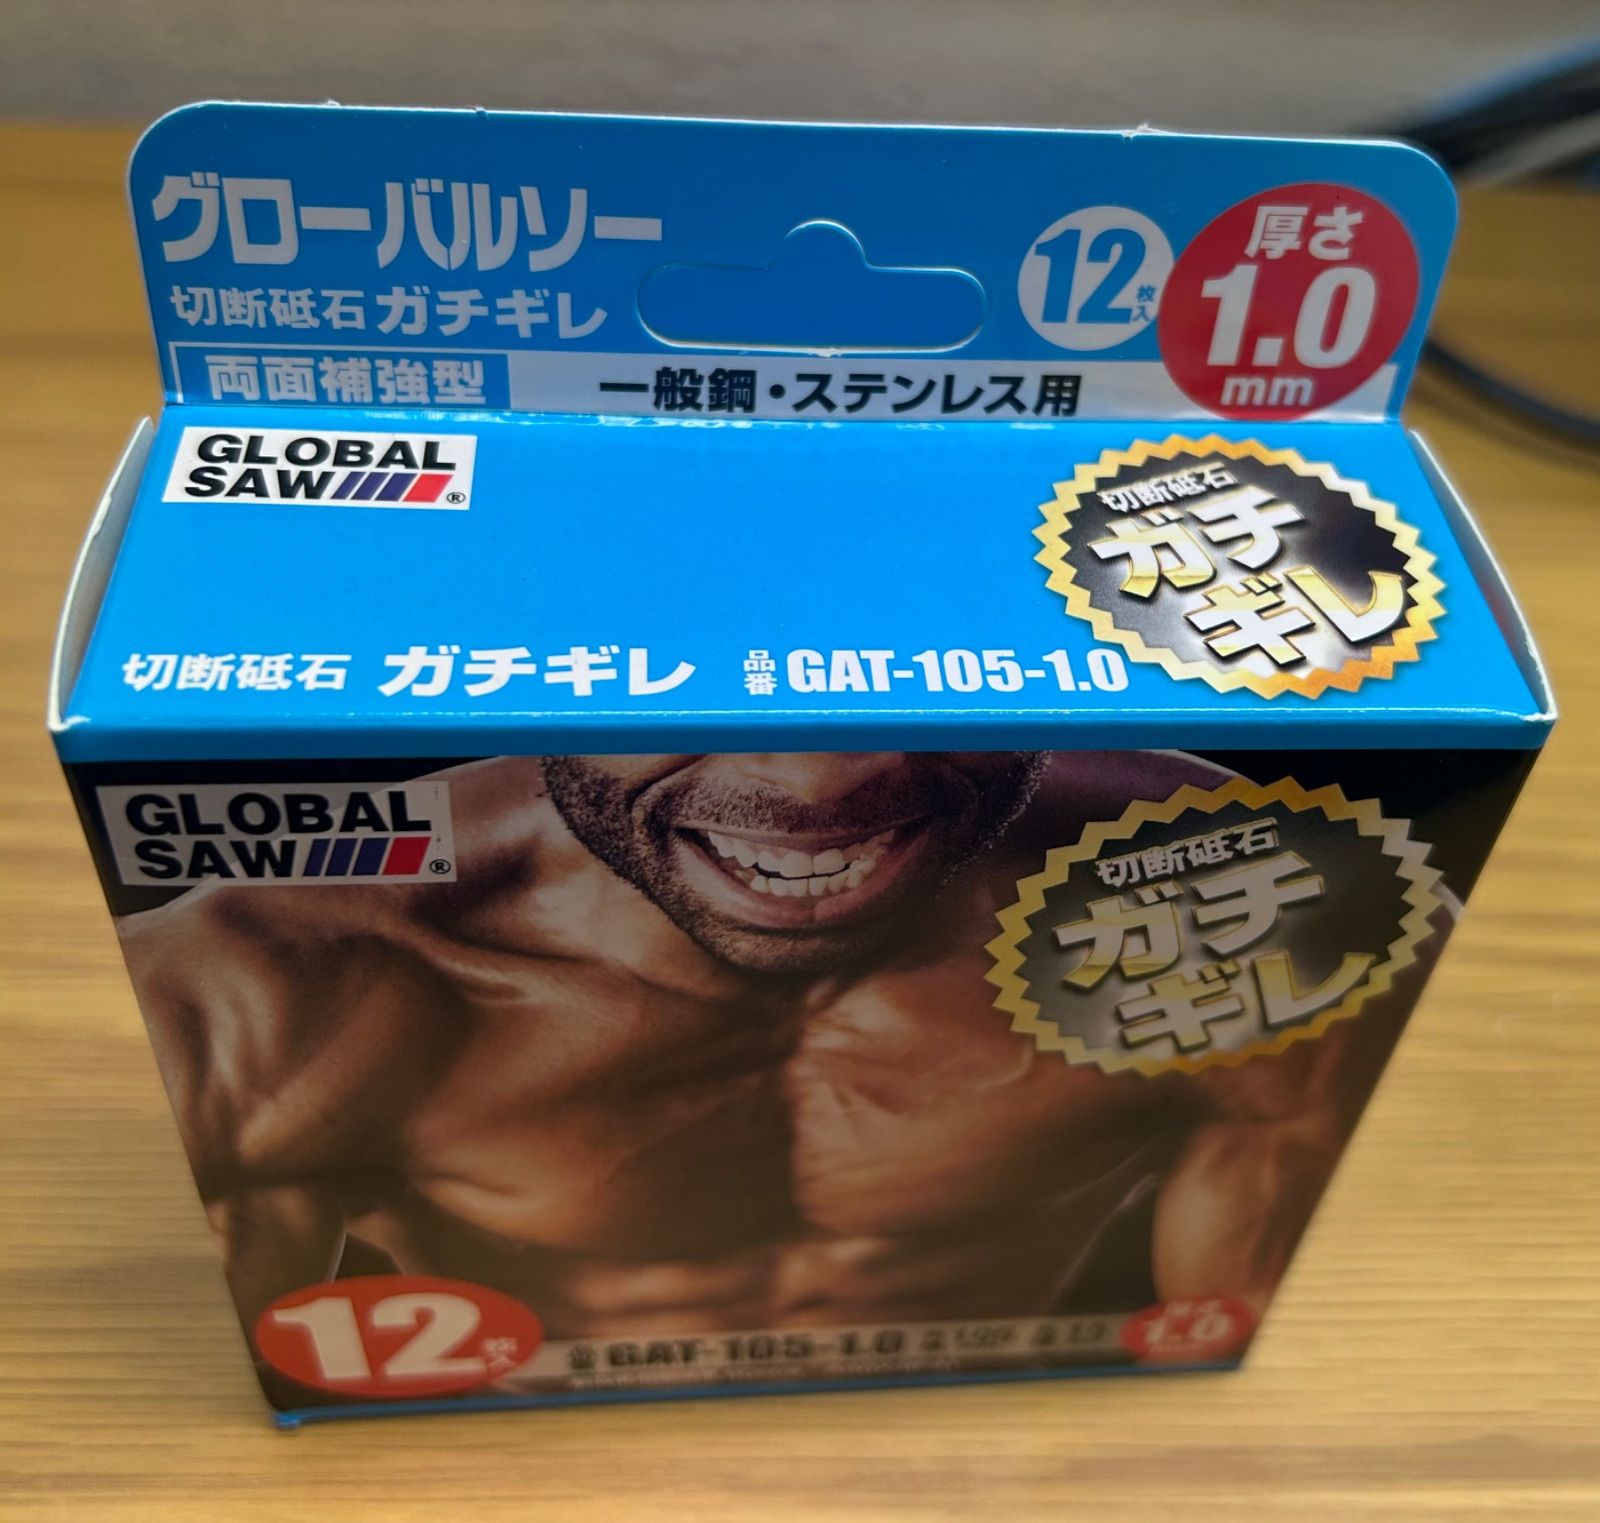 グローバルソー
切断砥石 ガチギレ
12枚入
厚さ
1.0
mm
両面補強型
一般鋼・ステンレス用
GLOBAL
SAW®
切断砥石
ガチ
ギレ
切断砥石 ガチギレ 品番 GAT-105-1.0
GLOBAL
SAW®
切断砥石
ガチ
ギレ
12枚入
品番 GAT-105-1.0
厚さ
1.0